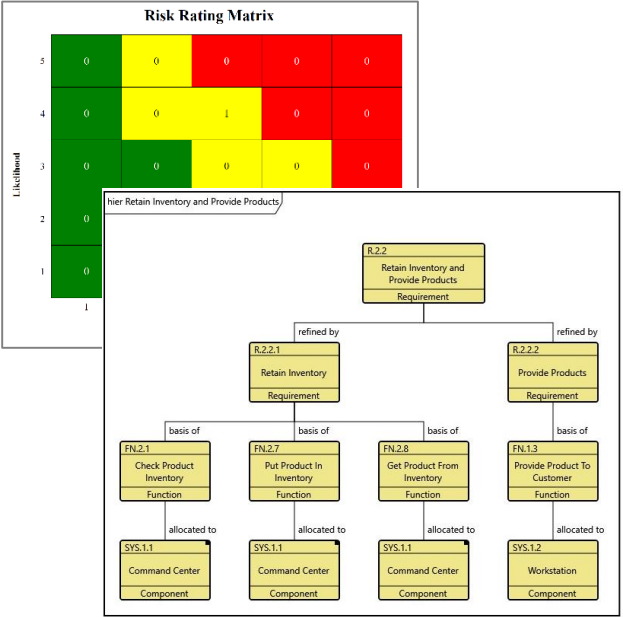 Risk Rating Matrix
Likelihood
5
0
0
0
0
0
4
0
0
1
0
0
3
0
0
0
0
0
2
0
1
0
1
hier Retain Inventory and Provide Products
R.2.2
Retain Inventory and
Provide Products
Requirement
refined by
refined by
R.2.2.1
Retain Inventory
Requirement
R.2.2.2
Provide Products
Requirement
basis of
basis of
basis of
basis of
FN.2.1
Check Product
Inventory
Function
FN.2.7
Put Product In
Inventory
Function
FN.2.8
Get Product From
Inventory
Function
FN.1.3
Provide Product To
Customer
Function
allocated to
allocated to
allocated to
allocated to
SYS.1.1
Command Center
Component
SYS.1.1
Command Center
Component
SYS.1.1
Command Center
Component
SYS.1.2
Workstation
Component